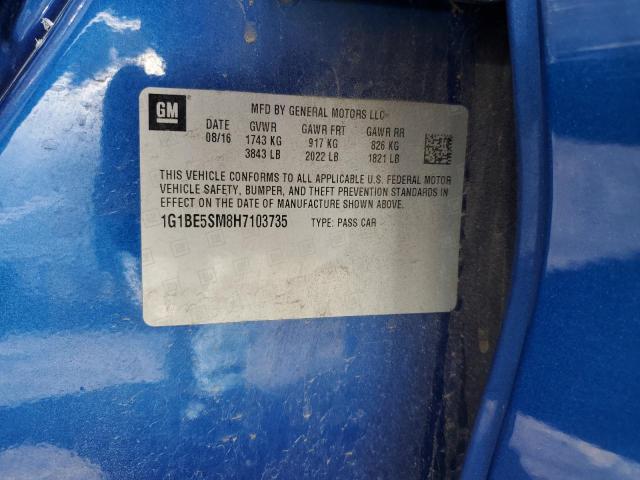 GM
MFD BY GENERAL MOTORS LLC
DATE GVWR GAWR FRT GAWR RR
08/16 1743 KG 917 KG 826 KG
3843 LB 2022 LB 1821 LB
THIS VEHICLE CONFORMS TO ALL APPLICABLE U.S. FEDERAL MOTOR
VEHICLE SAFETY, BUMPER, AND THEFT PREVENTION STANDARDS IN
EFFECT ON THE DATE OF MANUFACTURE SHOWN ABOVE.
1G1BE5SM8H7103735 TYPE: PASS CAR